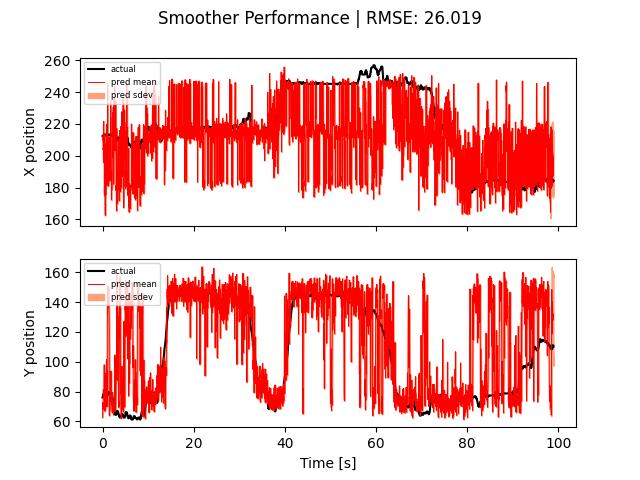 Smoother Performance | RMSE: 26.019
260
240
220
200
180
160
X position
actual
pred mean
pred sdev
160
140
120
100
80
60
Y position
actual
pred mean
pred sdev
0 20 40 60 80 100
Time [s]